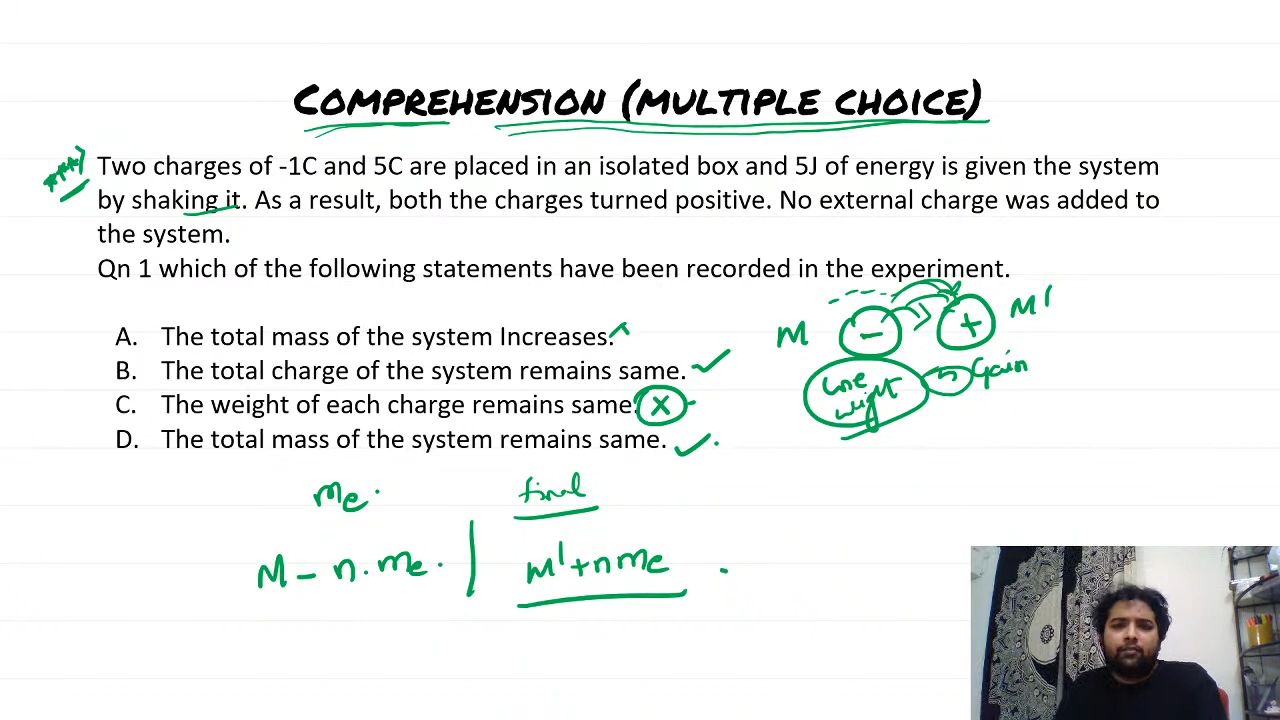 COMPREHENSION (MULTIPLE CHOICE)
Two charges of -1C and 5C are placed in an isolated box and 5J of energy is given the system
by shaking it. As a result, both the charges turned positive. No external charge was added to
the system.
Qn 1 which of the following statements have been recorded in the experiment.
A. The total mass of the system Increases.
B. The total charge of the system remains same.
C. The weight of each charge remains same. X
D. The total mass of the system remains same.
M - + M'
Lose Gain
weight
me. final
M - n.me. | M'+nme